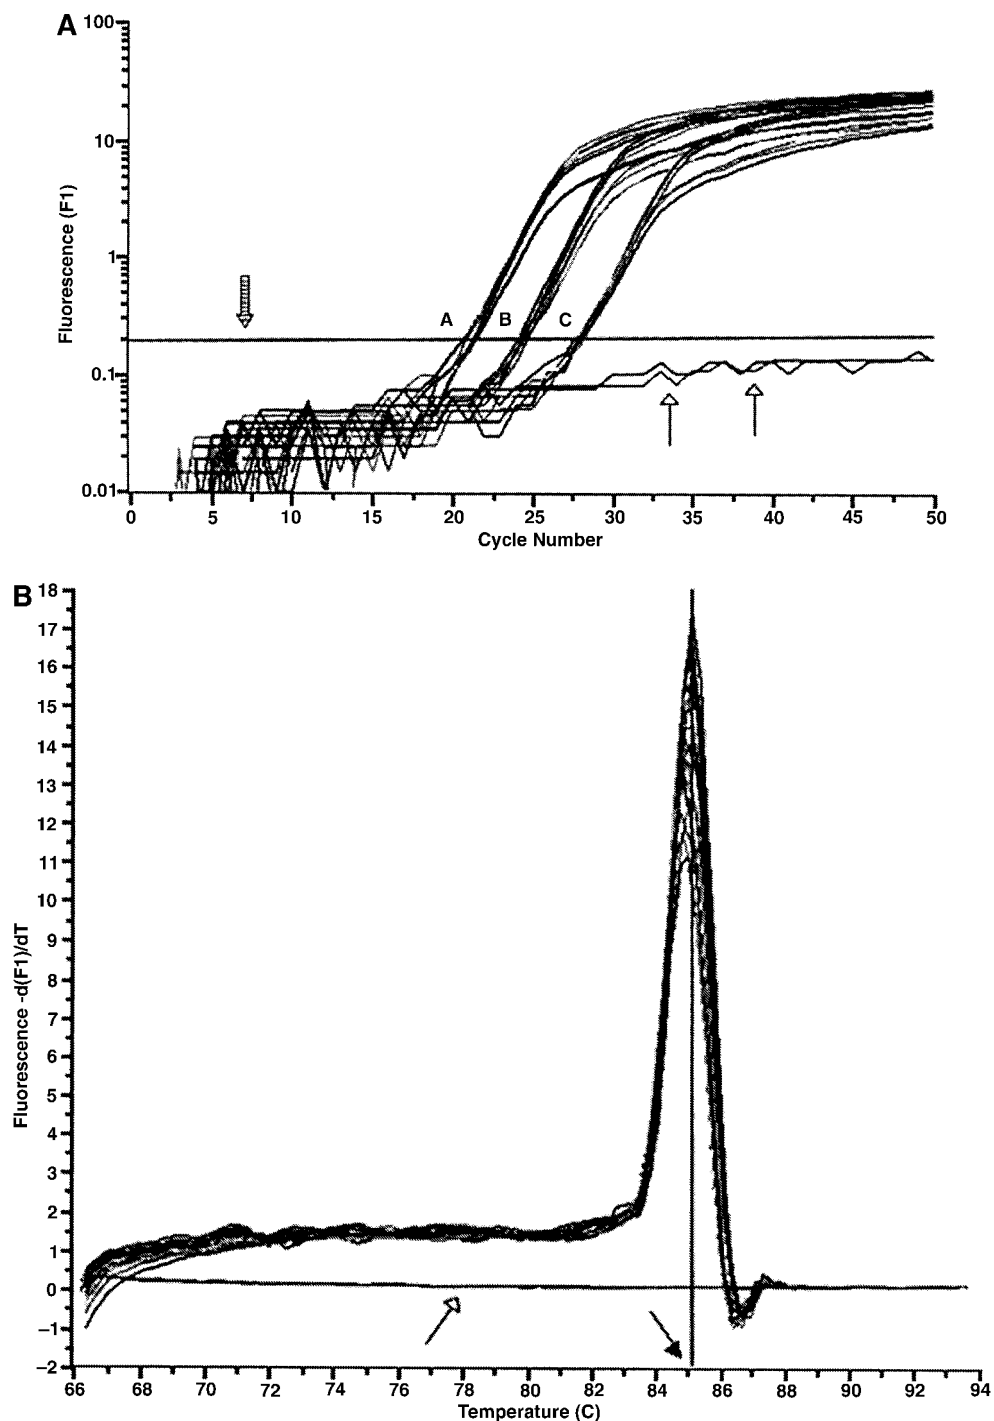 A
100
10
1
0.1
0.01
Fluorescence (F1)
A B C
0 5 10 15 20 25 30 35 40 45 50
Cycle Number
B
18
17
16
15
14
13
12
11
10
9
8
7
6
5
4
3
2
1
0
–1
–2
Fluorescence -d(F1)/dT
66 68 70 72 74 76 78 80 82 84 86 88 90 92 94
Temperature (C)